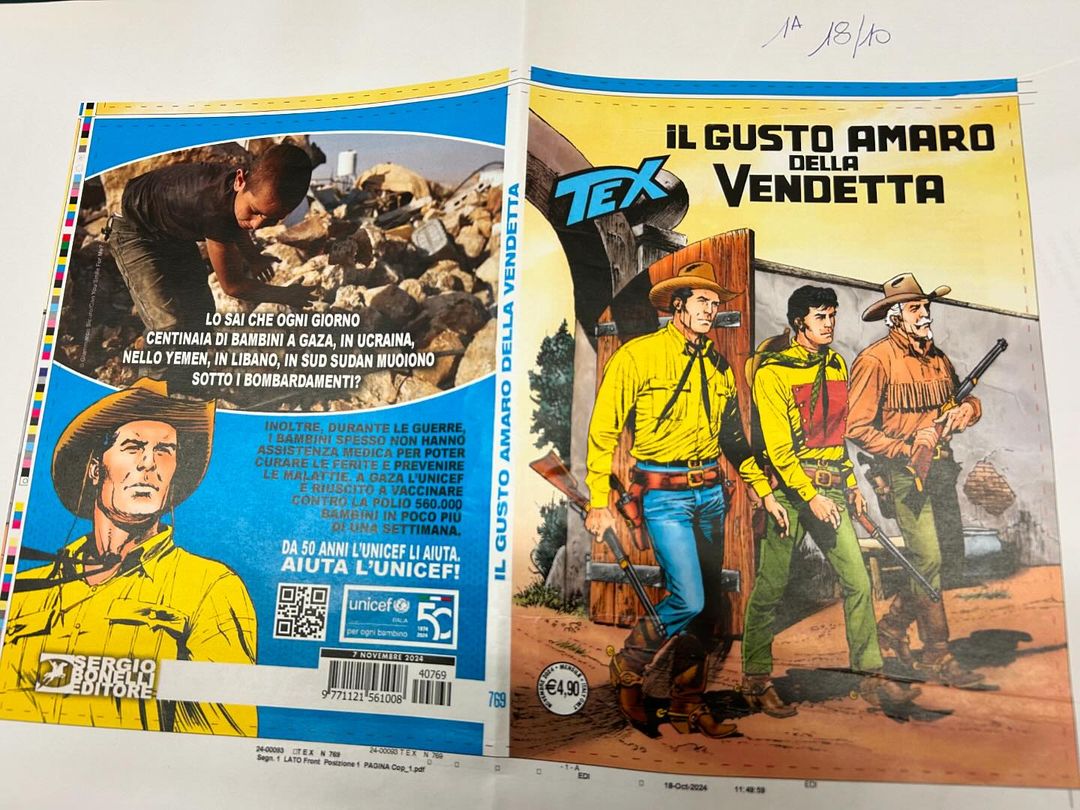 1A 18/10
LO SAI CHE OGNI GIORNO
CENTINAIA DI BAMBINI A GAZA, IN UCRAINA,
NELLO YEMEN, IN LIBANO, IN SUD SUDAN MUOIONO
SOTTO I BOMBARDAMENTI?
INOLTRE, DURANTE LE GUERRE,
I BAMBINI SPESSO NON HANNO
ASSISTENZA MEDICA PER POTER
CURARE LE FERITE E PREVENIRE
LE MALATTIE. A GAZA L'UNICEF
È RIUSCITO A VACCINARE
CONTRO LA POLIO 560.000
BAMBINI IN POCO PIÙ
DI UNA SETTIMANA.
DA 50 ANNI L'UNICEF LI AIUTA.
AIUTA L'UNICEF!
unicef
ITALIA
per ogni bambino
50
1974
2024
SERGIO
BONELLI
EDITORE
7 NOVEMBRE 2024
40769
9 771121 561008
IL GUSTO AMARO DELLA VENDETTA
769
IL GUSTO AMARO
DELLA
VENDETTA
TEX
NOVEMBRE 2024 • MENSILE
€4,90
24-00093 TEX N 769 24-00093 TEX N 769
Segn. 1 LATO Front Posizione 1 PAGINA Cop_1.pdf
- 1 - A
EDI
18-Oct-2024 11:49:59
EDI